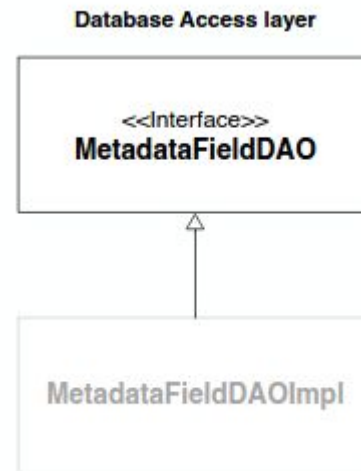 Database Access layer
<<Interface>>
MetadataFieldDAO
MetadataFieldDAOImpl